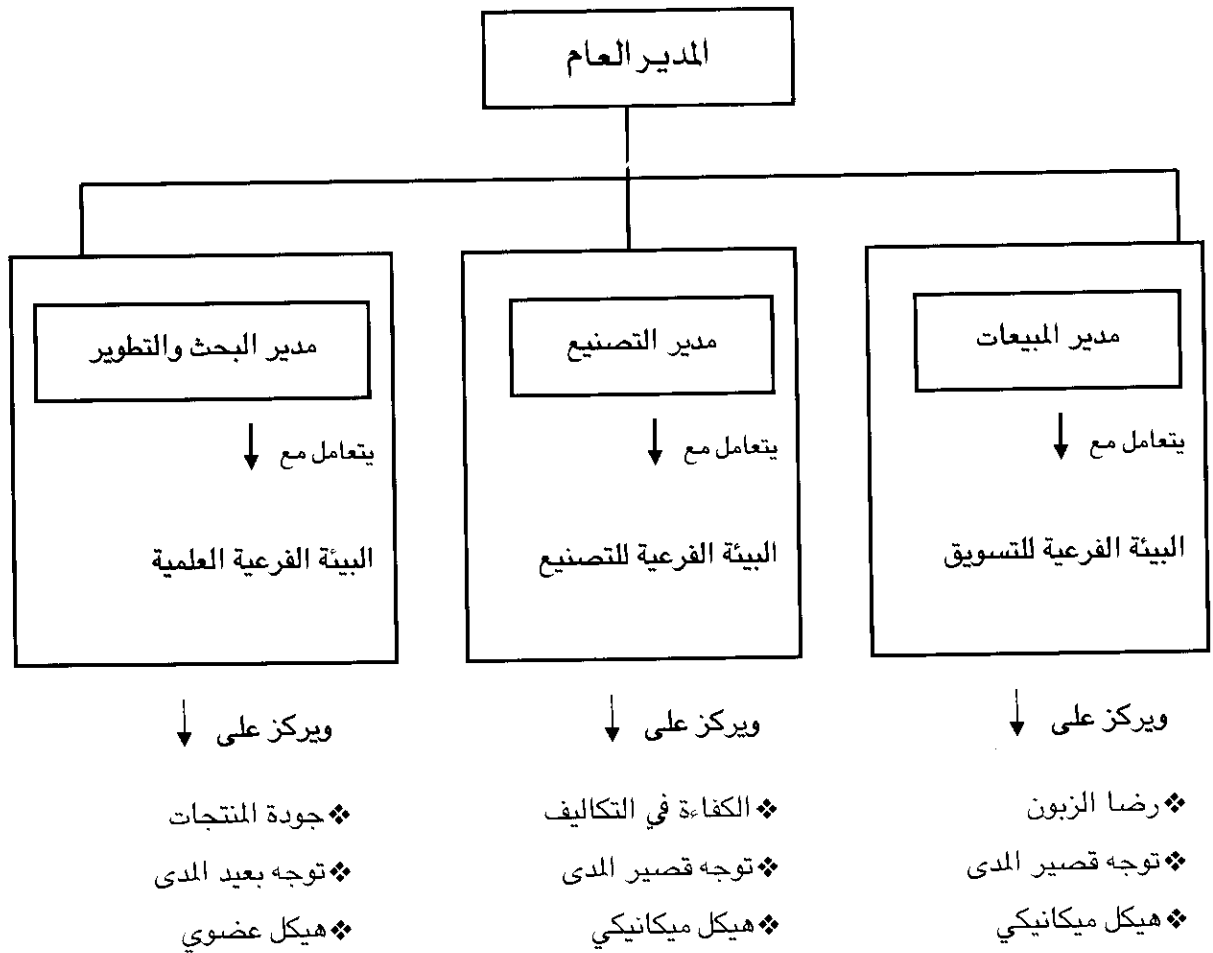 المدير العام
مدير المبيعات
يتعامل مع
البيئة الفرعية للتسويق
ويركز على
❖ رضا الزبون
❖ توجه قصير المدى
❖ هيكل ميكانيكي
مدير التصنيع
يتعامل مع
البيئة الفرعية للتصنيع
ويركز على
❖ الكفاءة في التكاليف
❖ توجه قصير المدى
❖ هيكل ميكانيكي
مدير البحث والتطوير
يتعامل مع
البيئة الفرعية العلمية
ويركز على
❖ جودة المنتجات
❖ توجه بعيد المدى
❖ هيكل عضوي